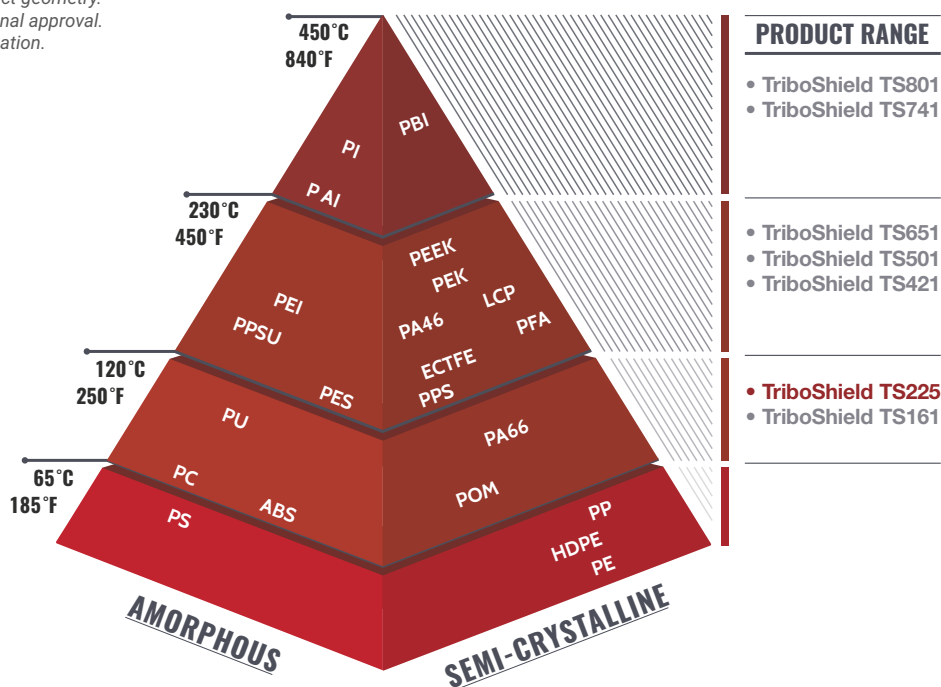 ct geometry.
nal approval.
ation.
450°C
840°F
PRODUCT RANGE
• TriboShield TS801
• TriboShield TS741
PBI
PI
P AI
230°C
450°F
• TriboShield TS651
• TriboShield TS501
• TriboShield TS421
PEEK
PEK
LCP
PEI
PA46
PFA
PPSU
ECTFE
PPS
PES
120°C
250°F
• TriboShield TS225
• TriboShield TS161
PU
PA66
PC
POM
ABS
65°C
185°F
PS
PP
HDPE
PE
AMORPHOUS
SEMI-CRYSTALLINE